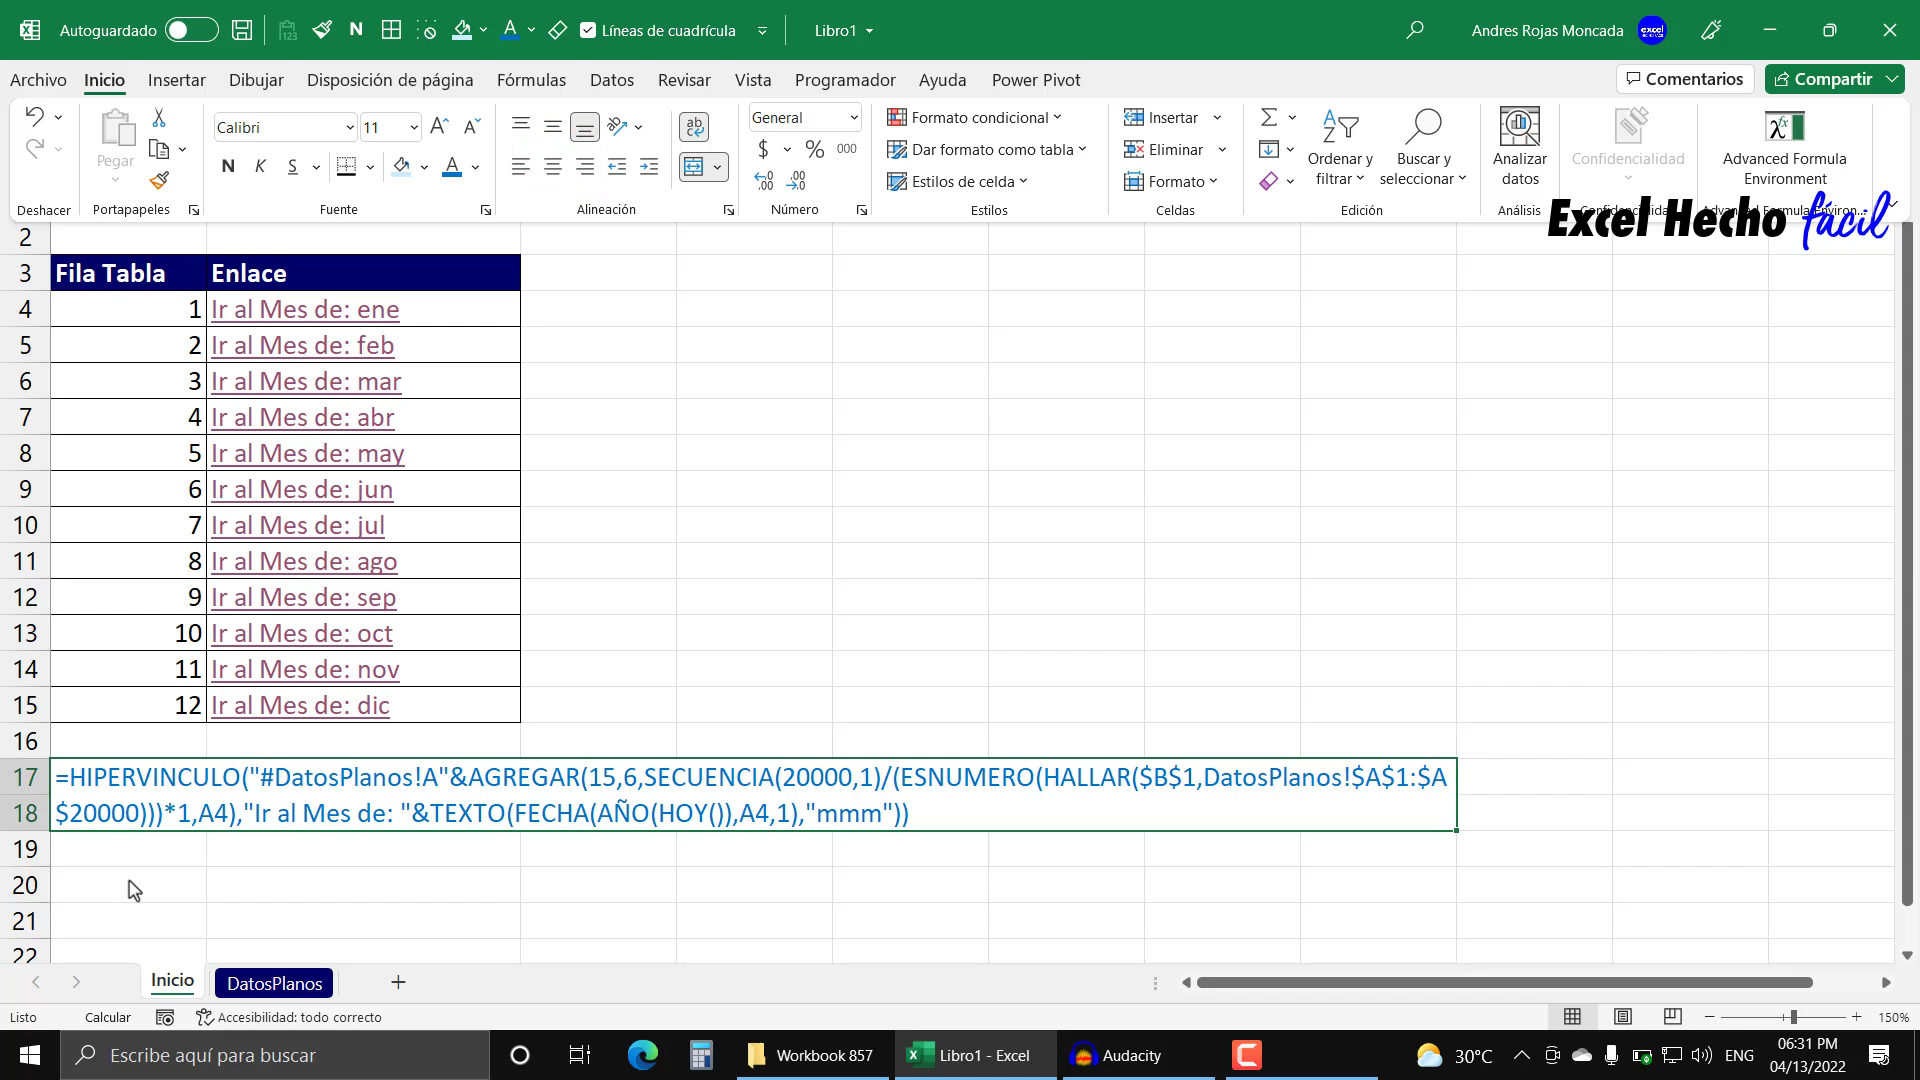 Autoguardado
N
A
Líneas de cuadrícula
Libro1
Andres Rojas Moncada
excel
Archivo
Inicio
Insertar
Dibujar
Disposición de página
Fórmulas
Datos
Revisar
Vista
Programador
Ayuda
Power Pivot
Comentarios
Compartir
Pegar
Calibri
11
N K S
General
$ % 000
Formato condicional
Dar formato como tabla
Estilos de celda
Insertar
Eliminar
Formato
Ordenar y
filtrar
Buscar y
seleccionar
Analizar
datos
Confidencialidad
Advanced Formula
Environment
Deshacer
Portapapeles
Fuente
Alineación
Número
Estilos
Celdas
Edición
Análisis
Excel Hecho fácil
2
3 Fila Tabla Enlace
4 1 Ir al Mes de: ene
5 2 Ir al Mes de: feb
6 3 Ir al Mes de: mar
7 4 Ir al Mes de: abr
8 5 Ir al Mes de: may
9 6 Ir al Mes de: jun
10 7 Ir al Mes de: jul
11 8 Ir al Mes de: ago
12 9 Ir al Mes de: sep
13 10 Ir al Mes de: oct
14 11 Ir al Mes de: nov
15 12 Ir al Mes de: dic
16
17 =HIPERVINCULO("#DatosPlanos!A"&AGREGAR(15,6,SECUENCIA(20000,1)/(ESNUMERO(HALLAR($B$1,DatosPlanos!$A$1:$A
18 $20000)))*1,A4),"Ir al Mes de: "&TEXTO(FECHA(AÑO(HOY()),A4,1),"mmm"))
19
20
21
22
Inicio
DatosPlanos
Listo
Calcular
Accesibilidad: todo correcto
150%
Escribe aquí para buscar
Workbook 857
Libro1 - Excel
Audacity
30°C
ENG
06:31 PM
04/13/2022